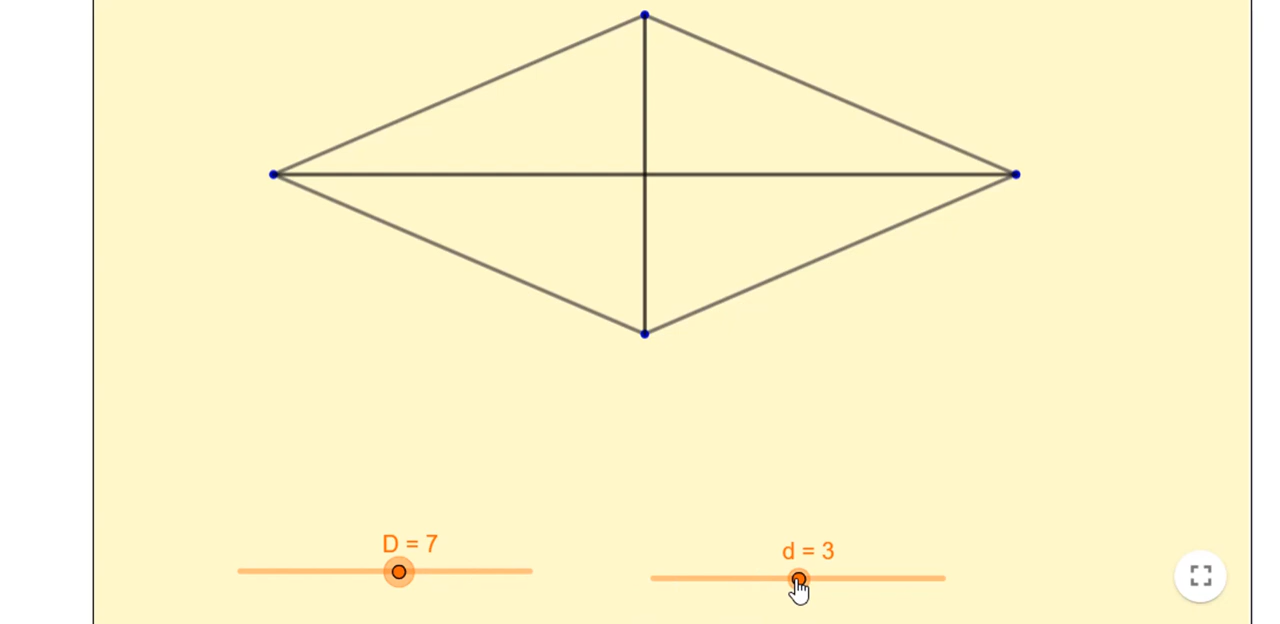 D = 7
d = 3